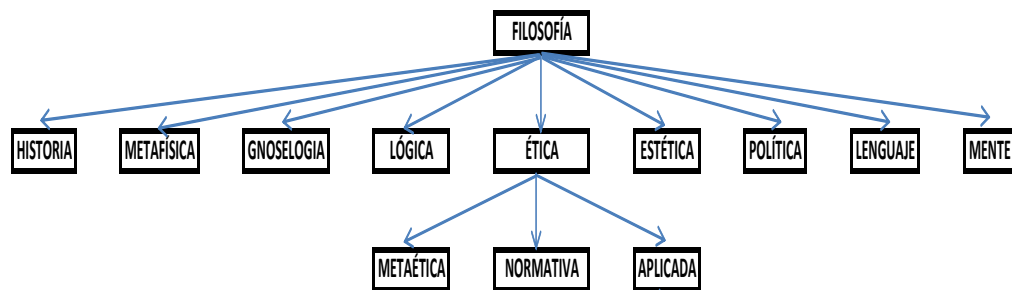 FILOSOFÍA
HISTORIA METAFÍSICA GNOSELOGIA LÓGICA ÉTICA ESTÉTICA POLÍTICA LENGUAJE MENTE
METAÉTICA NORMATIVA APLICADA